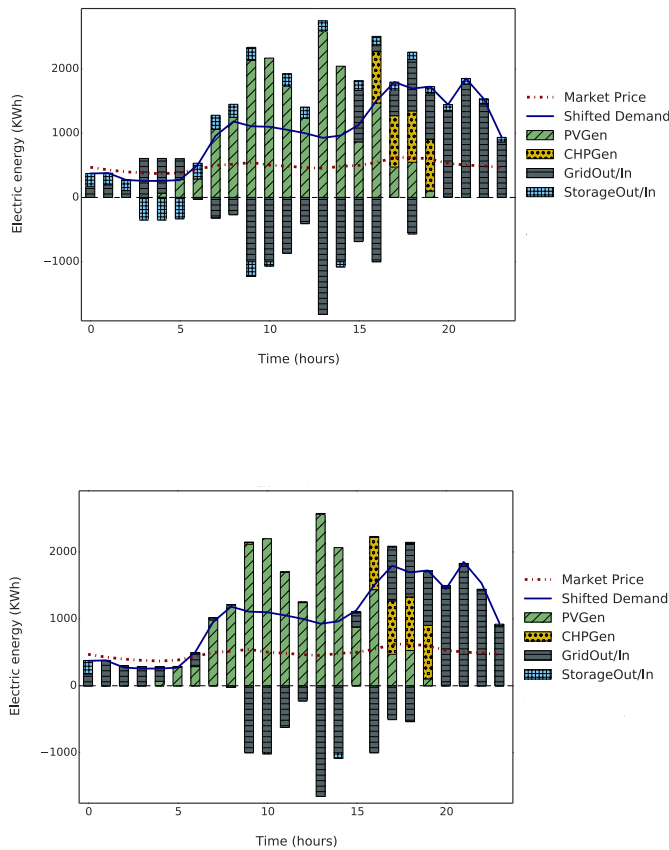 2000
1000
0
−1000
Electric energy (KWh)
0 5 10 15 20
Time (hours)
Market Price
Shifted Demand
PVGen
CHPGen
GridOut/In
StorageOut/In
2000
1000
0
−1000
Electric energy (KWh)
0 5 10 15 20
Time (hours)
Market Price
Shifted Demand
PVGen
CHPGen
GridOut/In
StorageOut/In